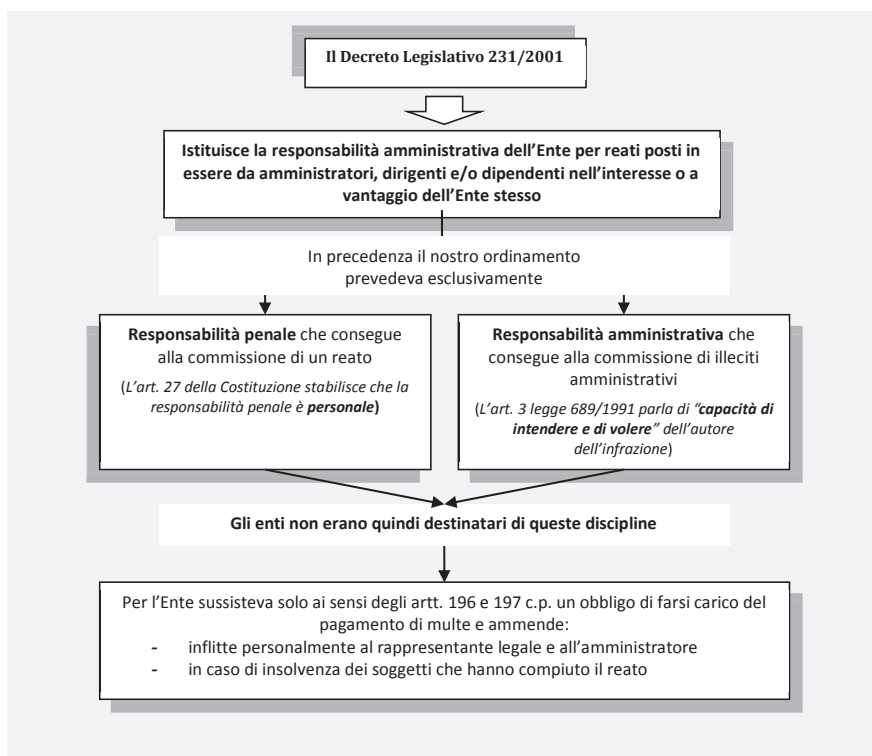 Il Decreto Legislativo 231/2001
Istituisce la responsabilità amministrativa dell’Ente per reati posti in
essere da amministratori, dirigenti e/o dipendenti nell’interesse o a
vantaggio dell’Ente stesso
In precedenza il nostro ordinamento
prevedeva esclusivamente
Responsabilità penale che consegue
alla commissione di un reato
(L’art. 27 della Costituzione stabilisce che la
responsabilità penale è personale)
Responsabilità amministrativa che
consegue alla commissione di illeciti
amministrativi
(L’art. 3 legge 689/1991 parla di “capacità di
intendere e di volere” dell’autore
dell’infrazione)
Gli enti non erano quindi destinatari di queste discipline
Per l’Ente sussisteva solo ai sensi degli artt. 196 e 197 c.p. un obbligo di farsi carico del
pagamento di multe e ammende:
- inflitte personalmente al rappresentante legale e all’amministratore
- in caso di insolvenza dei soggetti che hanno compiuto il reato